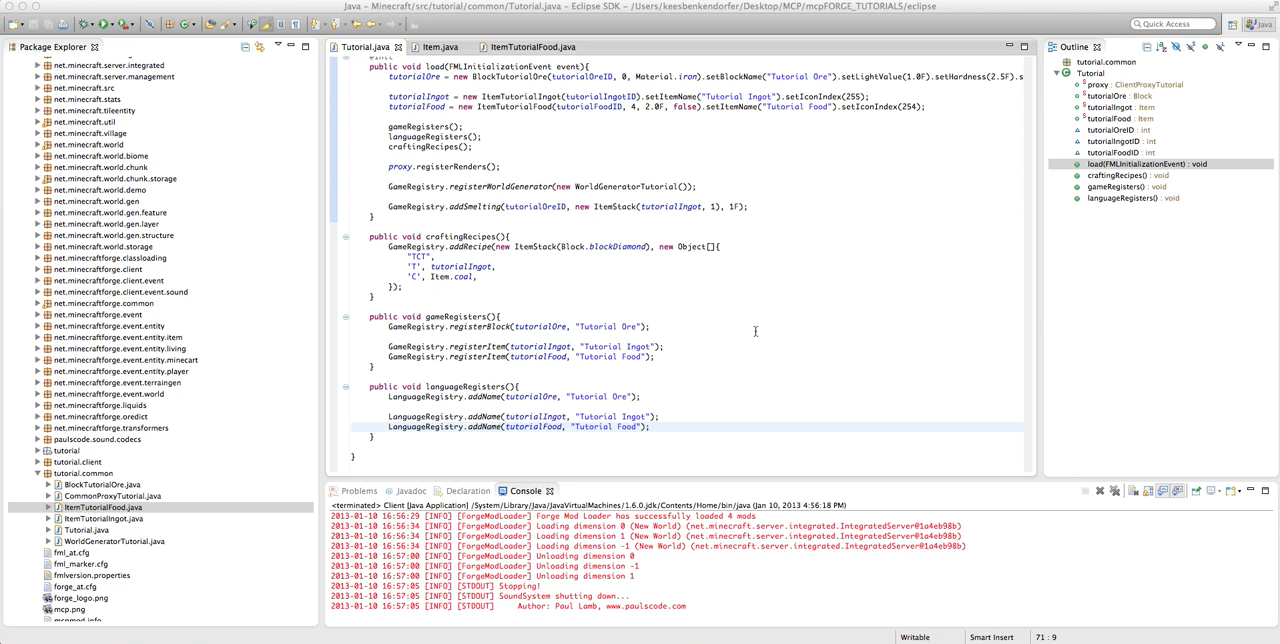 Java - Minecraft/src/tutorial/common/Tutorial.java - Eclipse SDK - /Users/keesbenkendorfer/Desktop/MCP/mcpFORGE_TUTORIALS/eclipse
Quick Access
Java
Package Explorer
net.minecraft.server.integrated
net.minecraft.server.management
net.minecraft.src
net.minecraft.stats
net.minecraft.tileentity
net.minecraft.util
net.minecraft.village
net.minecraft.world
net.minecraft.world.biome
net.minecraft.world.chunk
net.minecraft.world.chunk.storage
net.minecraft.world.demo
net.minecraft.world.gen
net.minecraft.world.gen.feature
net.minecraft.world.gen.layer
net.minecraft.world.gen.structure
net.minecraft.world.storage
net.minecraftforge.classloading
net.minecraftforge.client
net.minecraftforge.client.event
net.minecraftforge.client.event.sound
net.minecraftforge.common
net.minecraftforge.event
net.minecraftforge.event.entity
net.minecraftforge.event.entity.item
net.minecraftforge.event.entity.living
net.minecraftforge.event.entity.minecart
net.minecraftforge.event.entity.player
net.minecraftforge.event.terraingen
net.minecraftforge.event.world
net.minecraftforge.liquids
net.minecraftforge.oredict
net.minecraftforge.transformers
paulscode.sound.codecs
tutorial
tutorial.client
tutorial.common
BlockTutorialOre.java
CommonProxyTutorial.java
ItemTutorialFood.java
ItemTutorialIngot.java
Tutorial.java
WorldGeneratorTutorial.java
fml_at.cfg
fml_marker.cfg
fmlversion.properties
forge_at.cfg
forge_logo.png
mcp.png
mcpmod.info
Tutorial.java
Item.java
ItemTutorialFood.java
@Init
public void load(FMLInitializationEvent event){
tutorialOre = new BlockTutorialOre(tutorialOreID, 0, Material.iron).setBlockName("Tutorial Ore").setLightValue(1.0F).setHardness(2.5F).s
tutorialIngot = new ItemTutorialIngot(tutorialIngotID).setItemName("Tutorial Ingot").setIconIndex(255);
tutorialFood = new ItemTutorialFood(tutorialFoodID, 4, 2.0F, false).setItemName("Tutorial Food").setIconIndex(254);
gameRegisters();
languageRegisters();
craftingRecipes();
proxy.registerRenders();
GameRegistry.registerWorldGenerator(new WorldGeneratorTutorial());
GameRegistry.addSmelting(tutorialOreID, new ItemStack(tutorialIngot, 1), 1F);
}
public void craftingRecipes(){
GameRegistry.addRecipe(new ItemStack(Block.blockDiamond), new Object[]{
"TCT",
'T', tutorialIngot,
'C', Item.coal,
});
}
public void gameRegisters(){
GameRegistry.registerBlock(tutorialOre, "Tutorial Ore");
GameRegistry.registerItem(tutorialIngot, "Tutorial Ingot");
GameRegistry.registerItem(tutorialFood, "Tutorial Food");
}
public void languageRegisters(){
LanguageRegistry.addName(tutorialOre, "Tutorial Ore");
LanguageRegistry.addName(tutorialIngot, "Tutorial Ingot");
LanguageRegistry.addName(tutorialFood, "Tutorial Food");
}
}
Outline
tutorial.common
Tutorial
proxy : ClientProxyTutorial
tutorialOre : Block
tutorialIngot : Item
tutorialFood : Item
tutorialOreID : int
tutorialIngotID : int
tutorialFoodID : int
load(FMLInitializationEvent) : void
craftingRecipes() : void
gameRegisters() : void
languageRegisters() : void
Problems
@ Javadoc
Declaration
Console
<terminated> Client [Java Application] /System/Library/Java/JavaVirtualMachines/1.6.0.jdk/Contents/Home/bin/java (Jan 10, 2013 4:56:18 PM)
2013-01-10 16:56:29 [INFO] [ForgeModLoader] Forge Mod Loader has successfully loaded 4 mods
2013-01-10 16:56:34 [INFO] [ForgeModLoader] Loading dimension 0 (New World) (net.minecraft.server.integrated.IntegratedServer@1a4eb98b)
2013-01-10 16:56:34 [INFO] [ForgeModLoader] Loading dimension 1 (New World) (net.minecraft.server.integrated.IntegratedServer@1a4eb98b)
2013-01-10 16:56:34 [INFO] [ForgeModLoader] Loading dimension -1 (New World) (net.minecraft.server.integrated.IntegratedServer@1a4eb98b)
2013-01-10 16:57:00 [INFO] [ForgeModLoader] Unloading dimension 0
2013-01-10 16:57:00 [INFO] [ForgeModLoader] Unloading dimension -1
2013-01-10 16:57:00 [INFO] [ForgeModLoader] Unloading dimension 1
2013-01-10 16:57:05 [INFO] [STDOUT] Stopping!
2013-01-10 16:57:05 [INFO] [STDOUT] SoundSystem shutting down...
2013-01-10 16:57:05 [INFO] [STDOUT] Author: Paul Lamb, www.paulscode.com
Writable
Smart Insert
71 : 9